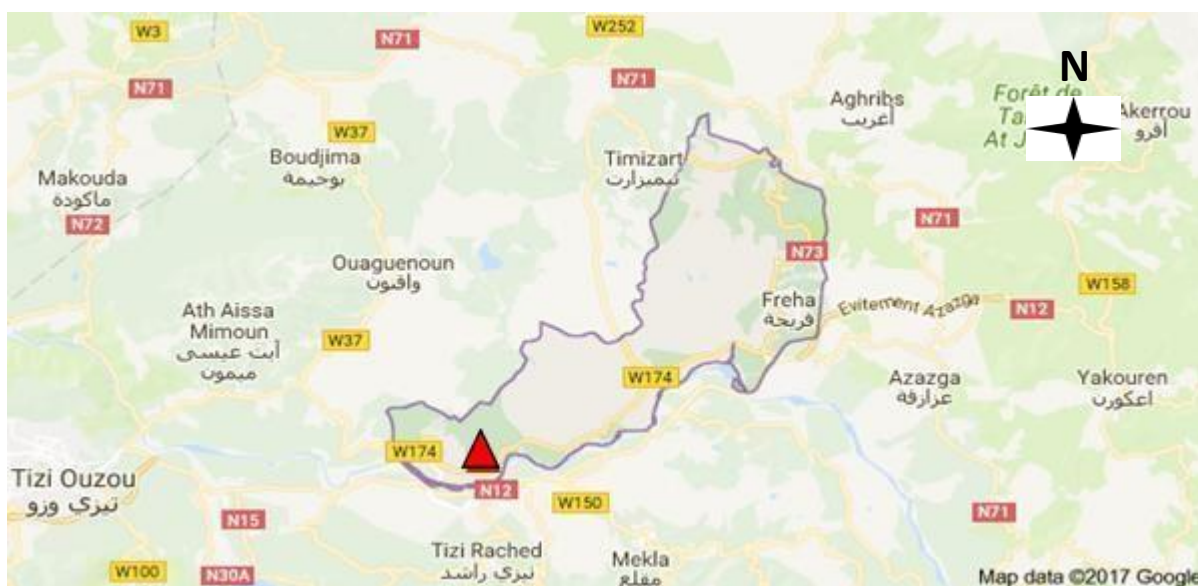 W3
N71
W252
N71
N
N71
Aghribs
أغريب
Forêt de
Akerrou
أقرو
At J
W37
Boudjima
بوجيمة
Timizart
تيميزارت
Makouda
ماكودة
N72
N71
Ouaguenoun
واقنون
N73
W158
Freha
فريحة
Evitement Azazga
N12
Ath Aïssa
Mimoun
آيت عيسى
ميمون
W37
W174
Azazga
عزازقة
Yakouren
اعكورن
W174
Tizi Ouzou
تيزي وزو
N12
W150
N15
N71
Tizi Rached
تيزي راشد
Mekla
مقلع
W100
N30A
Map data ©2017 Google